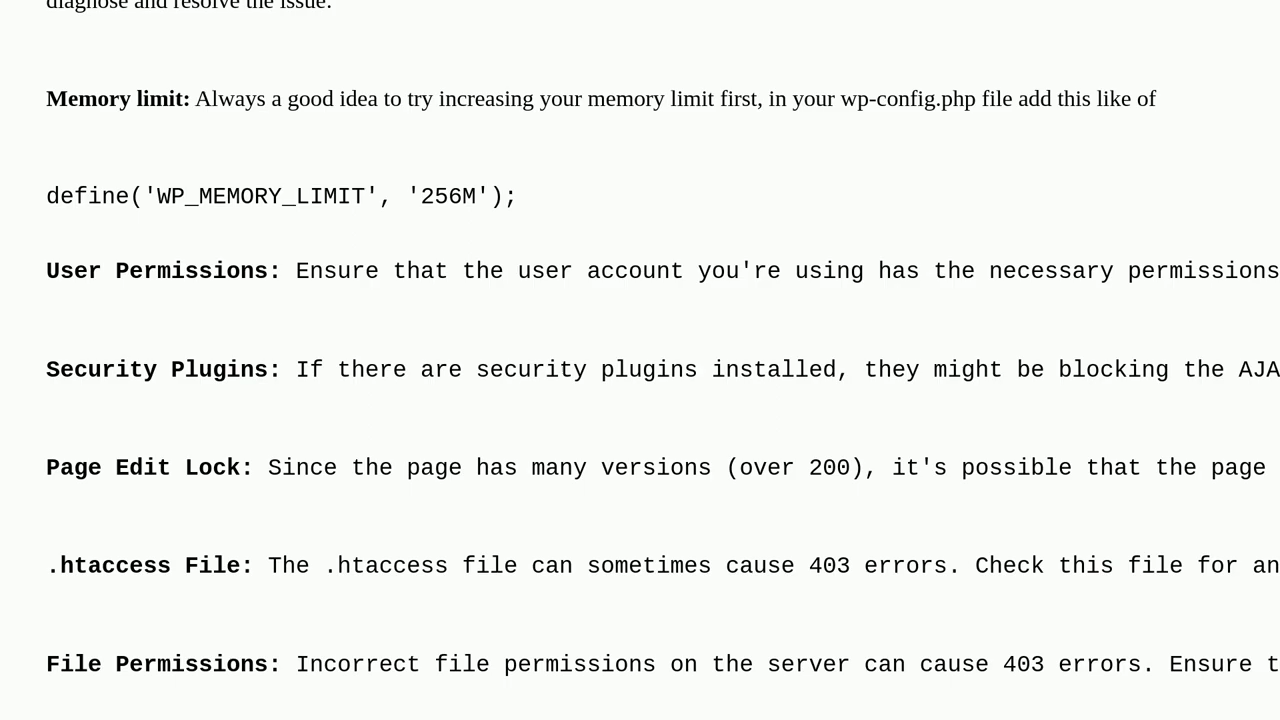 diagnose and resolve the issue.
Memory limit: Always a good idea to try increasing your memory limit first, in your wp-config.php file add this like of
define('WP_MEMORY_LIMIT', '256M');
User Permissions: Ensure that the user account you're using has the necessary permissions
Security Plugins: If there are security plugins installed, they might be blocking the AJA
Page Edit Lock: Since the page has many versions (over 200), it's possible that the page
.htaccess File: The .htaccess file can sometimes cause 403 errors. Check this file for an
File Permissions: Incorrect file permissions on the server can cause 403 errors. Ensure t